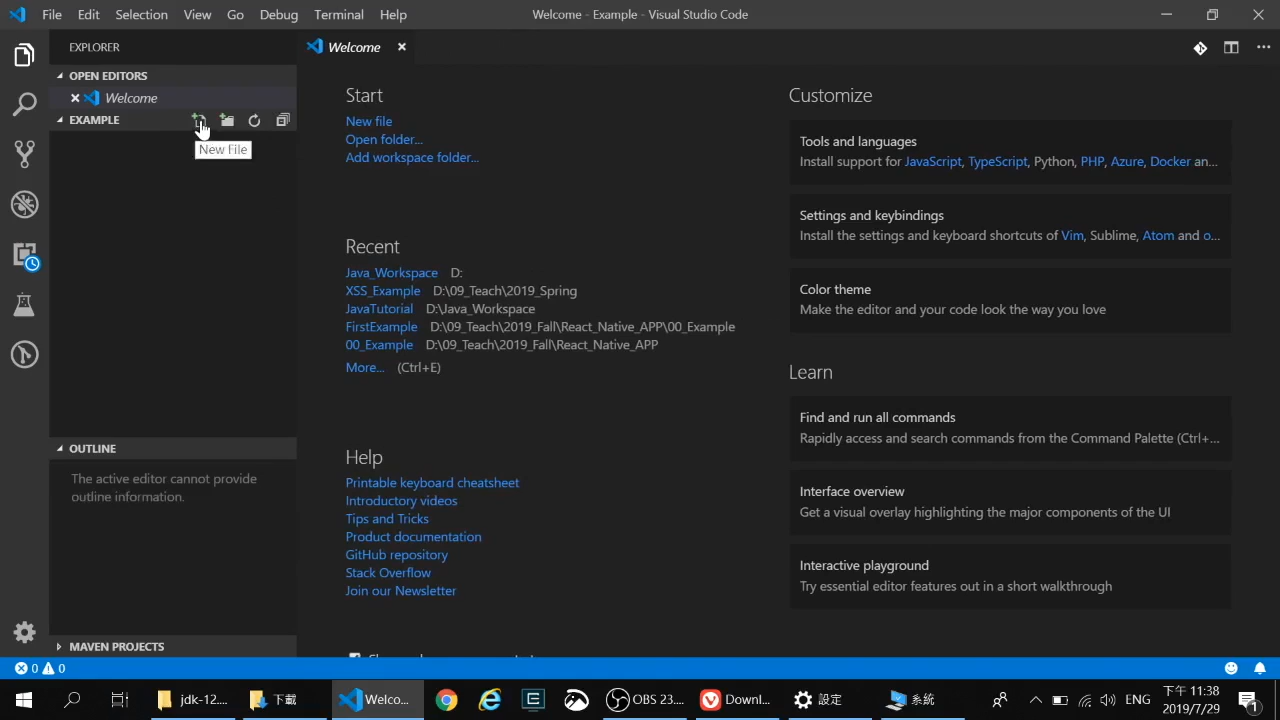 File Edit Selection View Go Debug Terminal Help
Welcome - Example - Visual Studio Code
EXPLORER
OPEN EDITORS
Welcome
EXAMPLE
New File
OUTLINE
The active editor cannot provide
outline information.
MAVEN PROJECTS
Welcome
Start
New file
Open folder...
Add workspace folder...
Recent
Java_Workspace D:
XSS_Example D:\09_Teach\2019_Spring
JavaTutorial D:\Java_Workspace
FirstExample D:\09_Teach\2019_Fall\React_Native_APP\00_Example
00_Example D:\09_Teach\2019_Fall\React_Native_APP
More... (Ctrl+E)
Help
Printable keyboard cheatsheet
Introductory videos
Tips and Tricks
Product documentation
GitHub repository
Stack Overflow
Join our Newsletter
Customize
Tools and languages
Install support for JavaScript, TypeScript, Python, PHP, Azure, Docker an...
Settings and keybindings
Install the settings and keyboard shortcuts of Vim, Sublime, Atom and o...
Color theme
Make the editor and your code look the way you love
Learn
Find and run all commands
Rapidly access and search commands from the Command Palette (Ctrl+...
Interface overview
Get a visual overlay highlighting the major components of the UI
Interactive playground
Try essential editor features out in a short walkthrough
0 0
jdk-12.... 下載 Welco... OBS 23.... Downl... 設定 系統 ENG
下午 11:38
2019/7/29
1